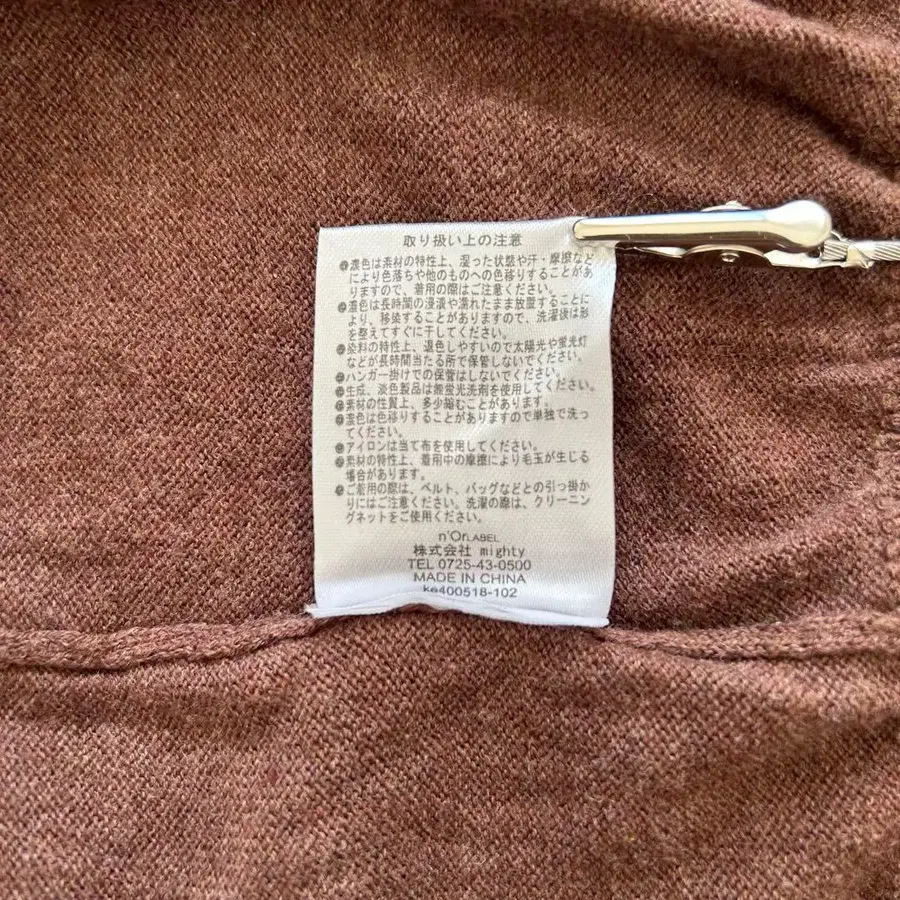 取り扱い上の注意
●濃色は素材の特性上、湿った状態や汗・摩擦など
により色落ちや他のものへの色移りすることがあ
りますので、着用の際はご注意ください。
●濃色は長時間の浸漬や濡れたまま放置することに
より、移染することがありますので、洗濯後は形
を整えてすぐに干してください。
●染料の特性上、退色しやすいので太陽光や蛍光灯
などが長時間当たる所で保管しないでください。
●ハンガー掛けでの保管はしないでください。
●生成、淡色製品は無蛍光洗剤を使用してください。
●素材の性質上、多少縮むことがあります。
●濃色は色移りすることがありますので単独で洗っ
てください。
●アイロンは当て布を使用してください。
●素材の特性上、着用中の摩擦により毛玉が生じる
場合があります。
●ご着用の際は、ベルト、バッグなどとの引っ掛か
りにはご注意ください。洗濯の際は、クリーニン
グネットをご使用ください。
n'OrLABEL
株式会社 mighty
TEL 0725-43-0500
MADE IN CHINA
ke400518-102